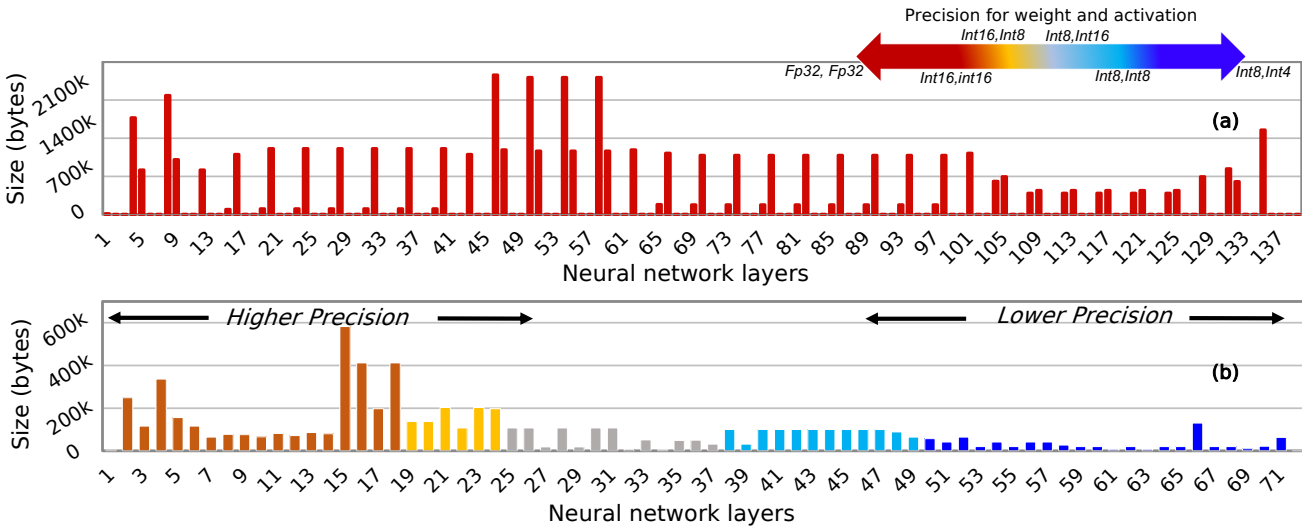 Precision for weight and activation
Int16,Int8 Int8,Int16
Fp32, Fp32 Int16,int16 Int8,Int8 Int8,Int4
Size (bytes)
2100k
1400k
700k
0
(a)
1 5 9 13 17 21 25 29 33 37 41 45 49 53 57 61 65 69 73 77 81 85 89 93 97 101 105 109 113 117 121 125 129 133 137
Neural network layers
Higher Precision Lower Precision
Size (bytes)
600k
400k
200k
0
(b)
1 3 5 7 9 11 13 15 17 19 21 23 25 27 29 31 33 35 37 39 41 43 45 47 49 51 53 55 57 59 61 63 65 67 69 71
Neural network layers